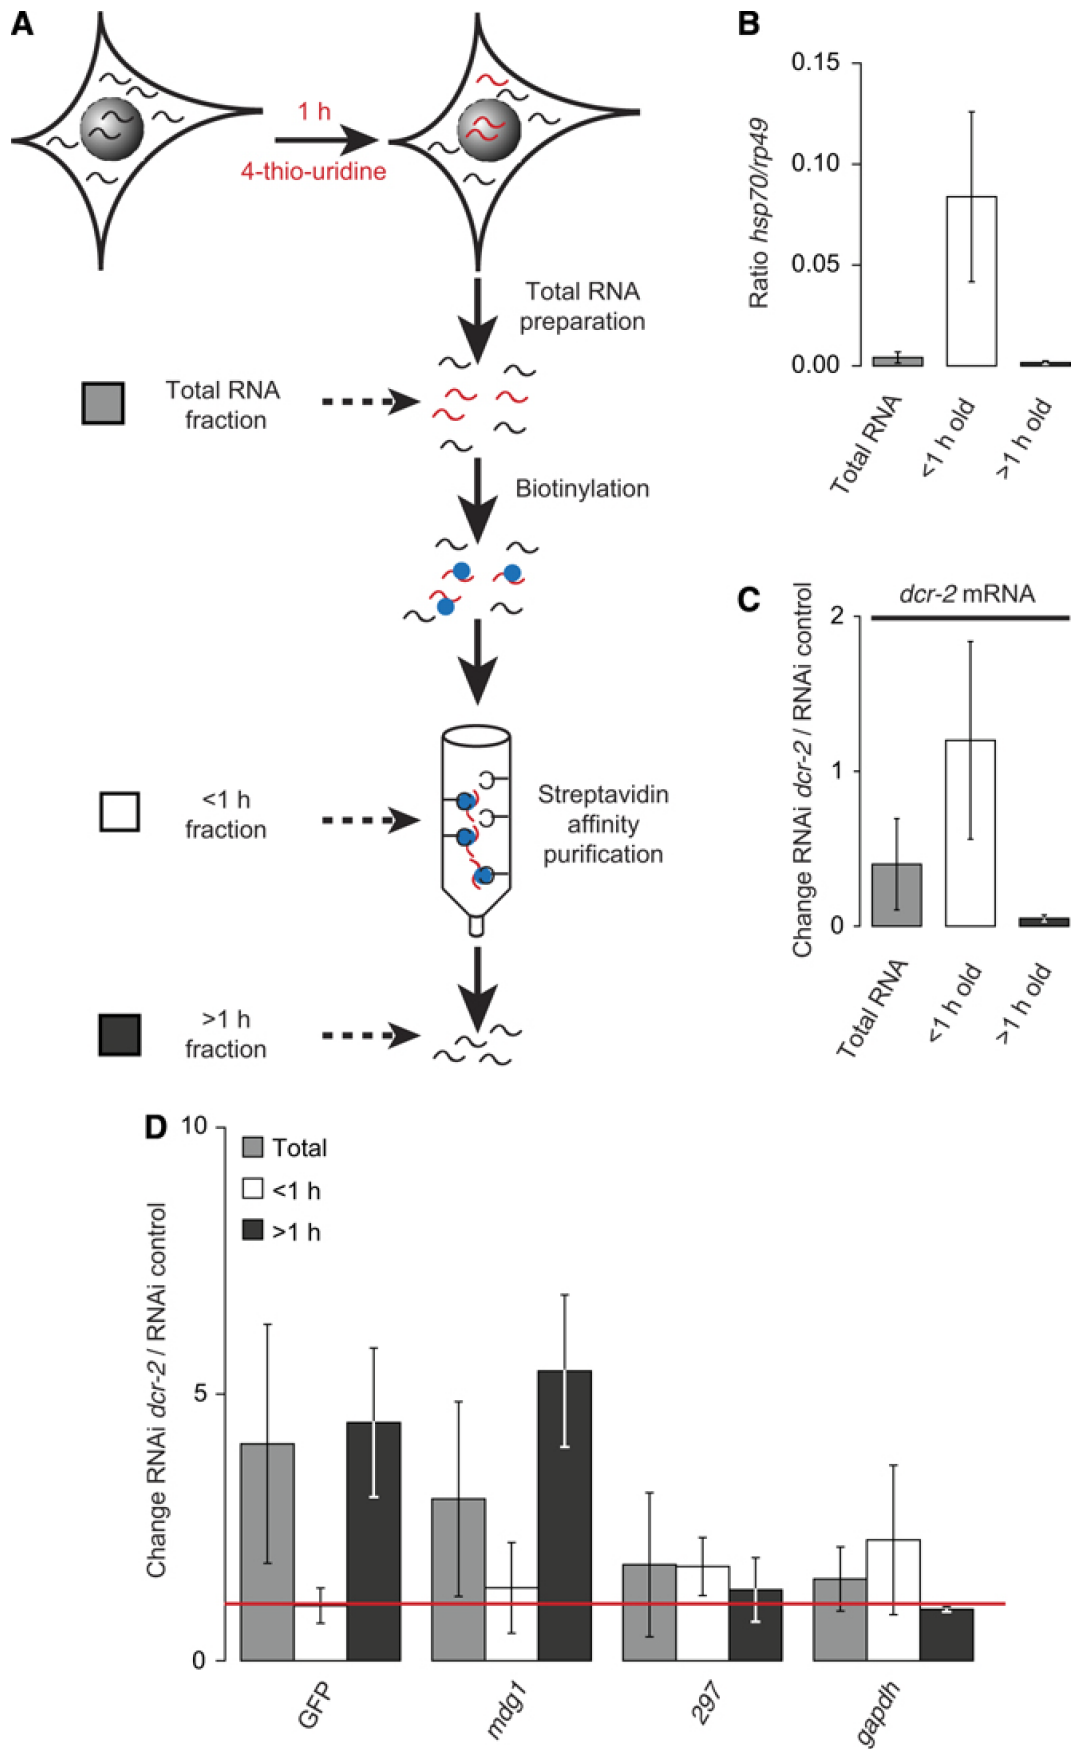 A
1 h
4-thio-uridine
Total RNA
preparation
Total RNA
fraction
Biotinylation
<1 h
fraction
Streptavidin
affinity
purification
>1 h
fraction
B
Ratio hsp70/rp49
0.15
0.10
0.05
0.00
Total RNA
<1 h old
>1 h old
C
Change RNAi dcr-2 / RNAi control
dcr-2 mRNA
2
1
0
Total RNA
<1 h old
>1 h old
D
Change RNAi dcr-2 / RNAi control
10
5
0
Total
<1 h
>1 h
GFP
mdg1
297
gapdh